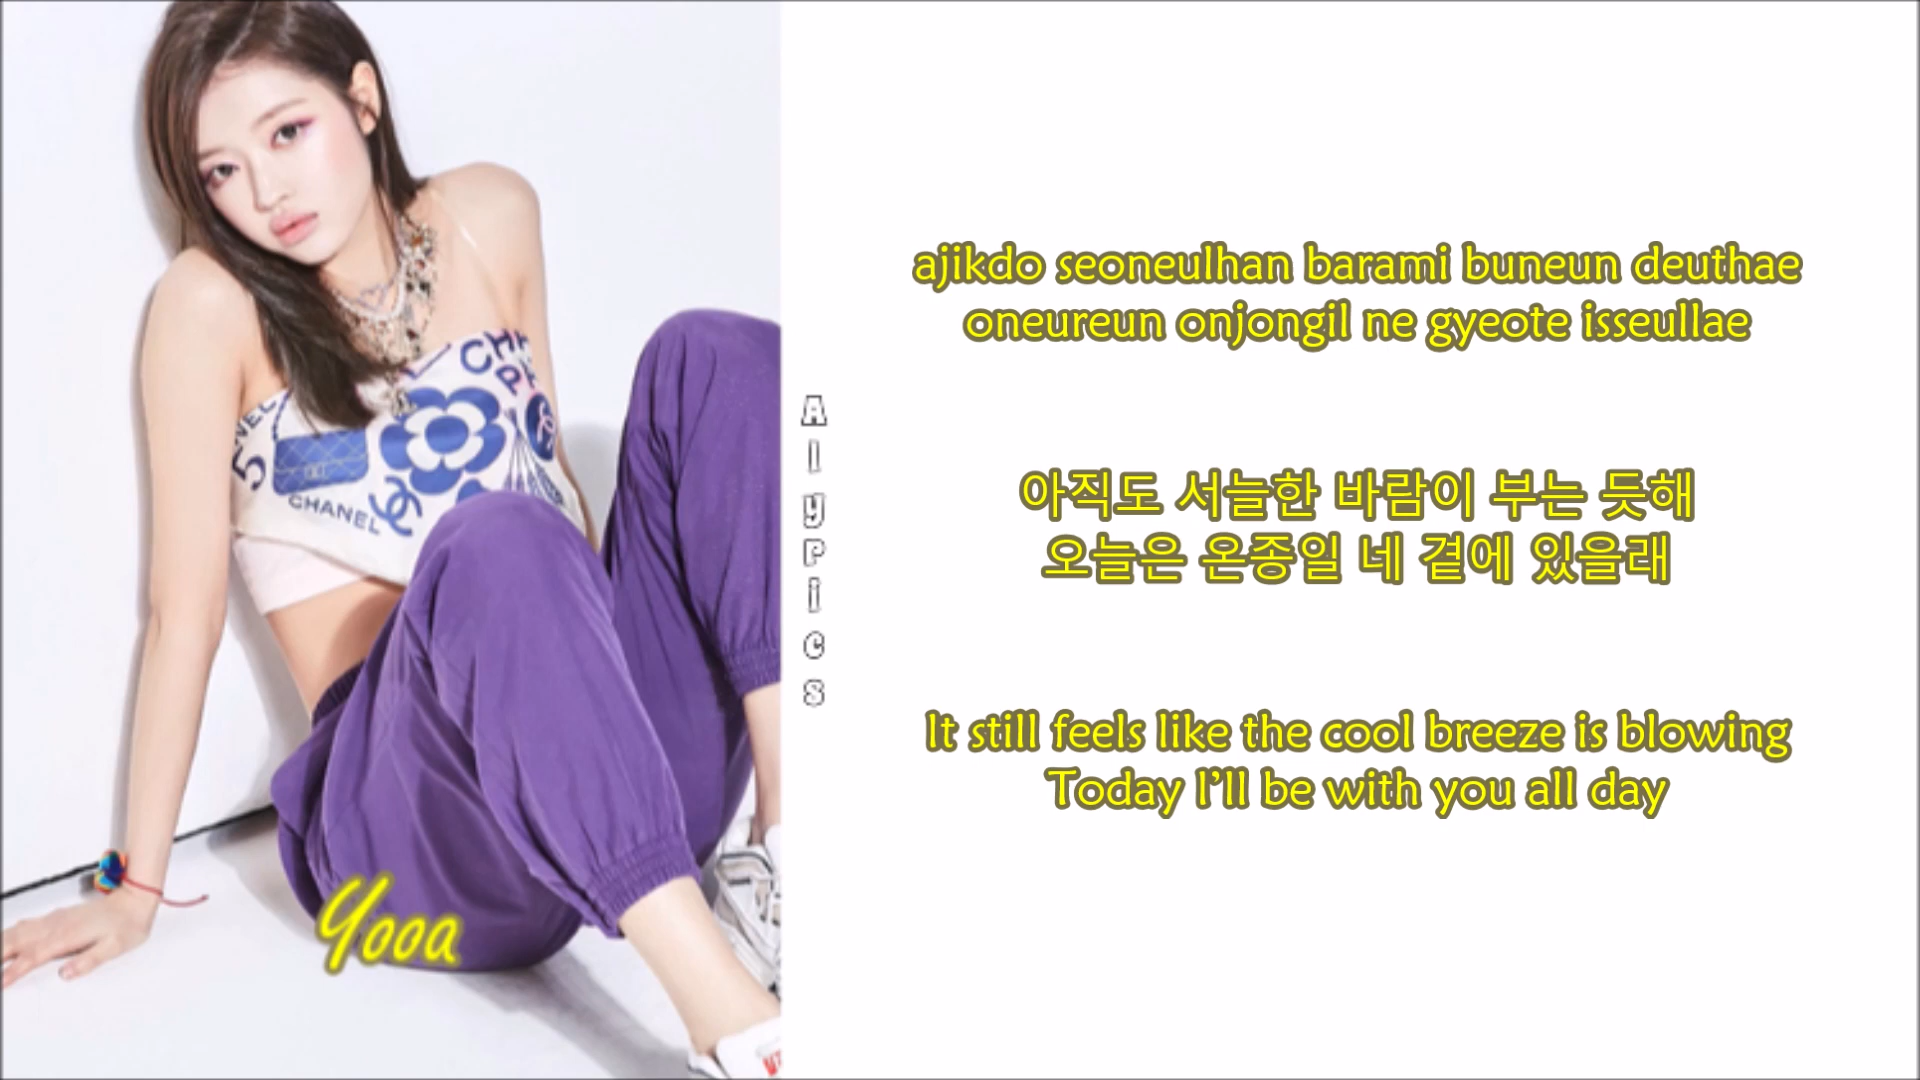 ajikdo seoneulhan barami buneun deuthae
oneureun onjongil ne gyeote isseullae
아직도 서늘한 바람이 부는 듯해
오늘은 온종일 네 곁에 있을래
It still feels like the cool breeze is blowing
Today I'll be with you all day
Alypics
Yooa
CHANEL
5